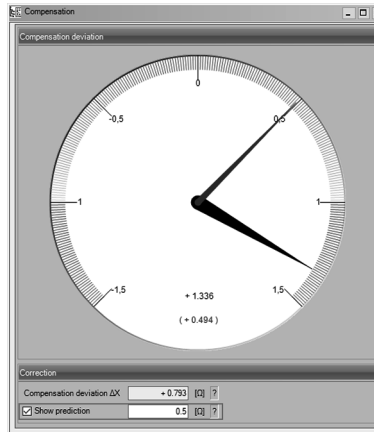 Compensation
Compensation deviation
0
-0,5
0,5
-1
1
-1,5
1,5
+ 1.336
( + 0.494 )
Correction
Compensation deviation ΔX
+ 0.793 [Ω] ?
Show prediction
0.5 [Ω] ?